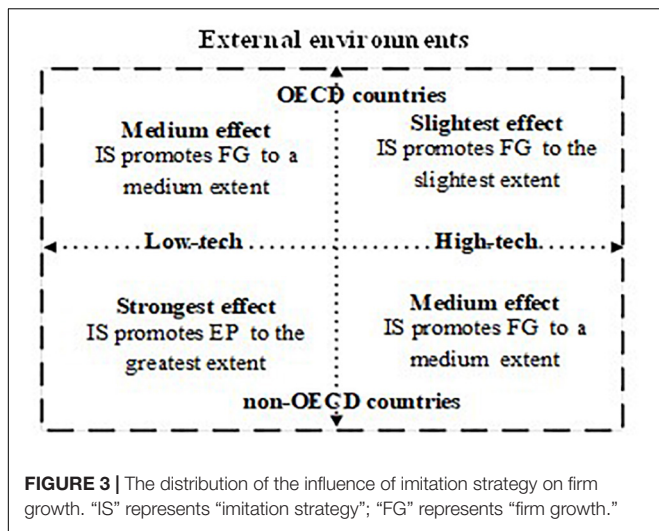 External environments
OECD countries
Medium effect
IS promotes FG to a
medium extent
Slightest effect
IS promotes FG to the
slightest extent
Low-tech
High-tech
Strongest effect
IS promotes EP to the
greatest extent
Medium effect
IS promotes FG to a
medium extent
non-OECD countries
FIGURE 3 | The distribution of the influence of imitation strategy on firm
growth. “IS” represents “imitation strategy”; “FG” represents “firm growth.”